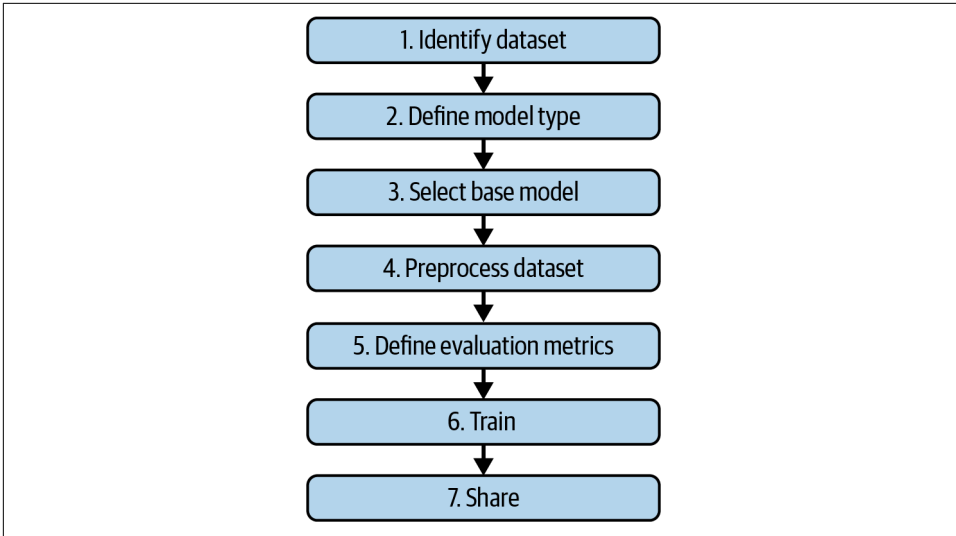 1. Identify dataset
2. Define model type
3. Select base model
4. Preprocess dataset
5. Define evaluation metrics
6. Train
7. Share